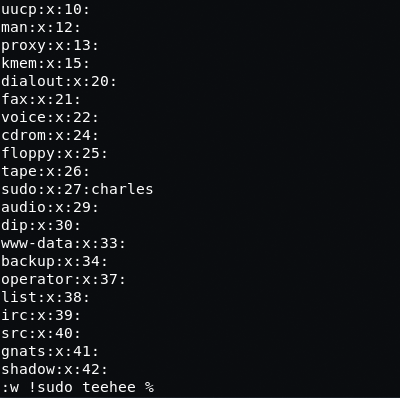 uucp:x:10:
man:x:12:
proxy:x:13:
kmem:x:15:
dialout:x:20:
fax:x:21:
voice:x:22:
cdrom:x:24:
floppy:x:25:
tape:x:26:
sudo:x:27:charles
audio:x:29:
dip:x:30:
www-data:x:33:
backup:x:34:
operator:x:37:
list:x:38:
irc:x:39:
src:x:40:
gnats:x:41:
shadow:x:42:
:w !sudo teehee %